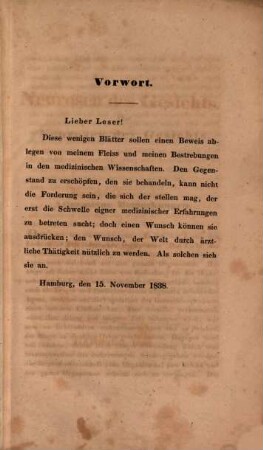 Vorwort.
Lieber Leser!
Diese wenigen Blätter sollen einen Beweis ab-
legen von meinem Fleiss und meinen Bestrebungen
in den medizinischen Wissenschaften. Den Gegen-
stand zu erschöpfen, den sie behandeln, kann nicht
die Forderung sein, die sich der stellen mag, der
erst die Schwelle eigner medizinischer Erfahrungen
zu betreten sucht; doch einen Wunsch können sie
ausdrücken; den Wunsch, der Welt durch ärzt-
liche Thätigkeit nützlich zu werden. Als solchen sich
sie an.
Hamburg, den 15. November 1838.